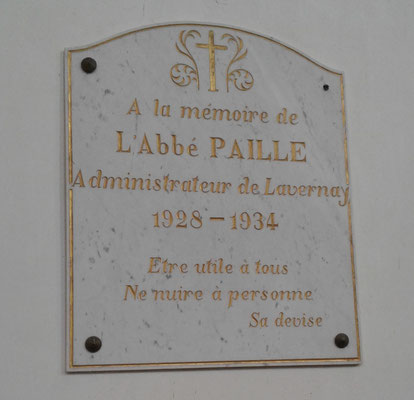 A la mémoire de
L'Abbé PAILLE
Administrateur de Lavernay
1928 - 1934
Etre utile à tous
Ne nuire à personne
Sa devise